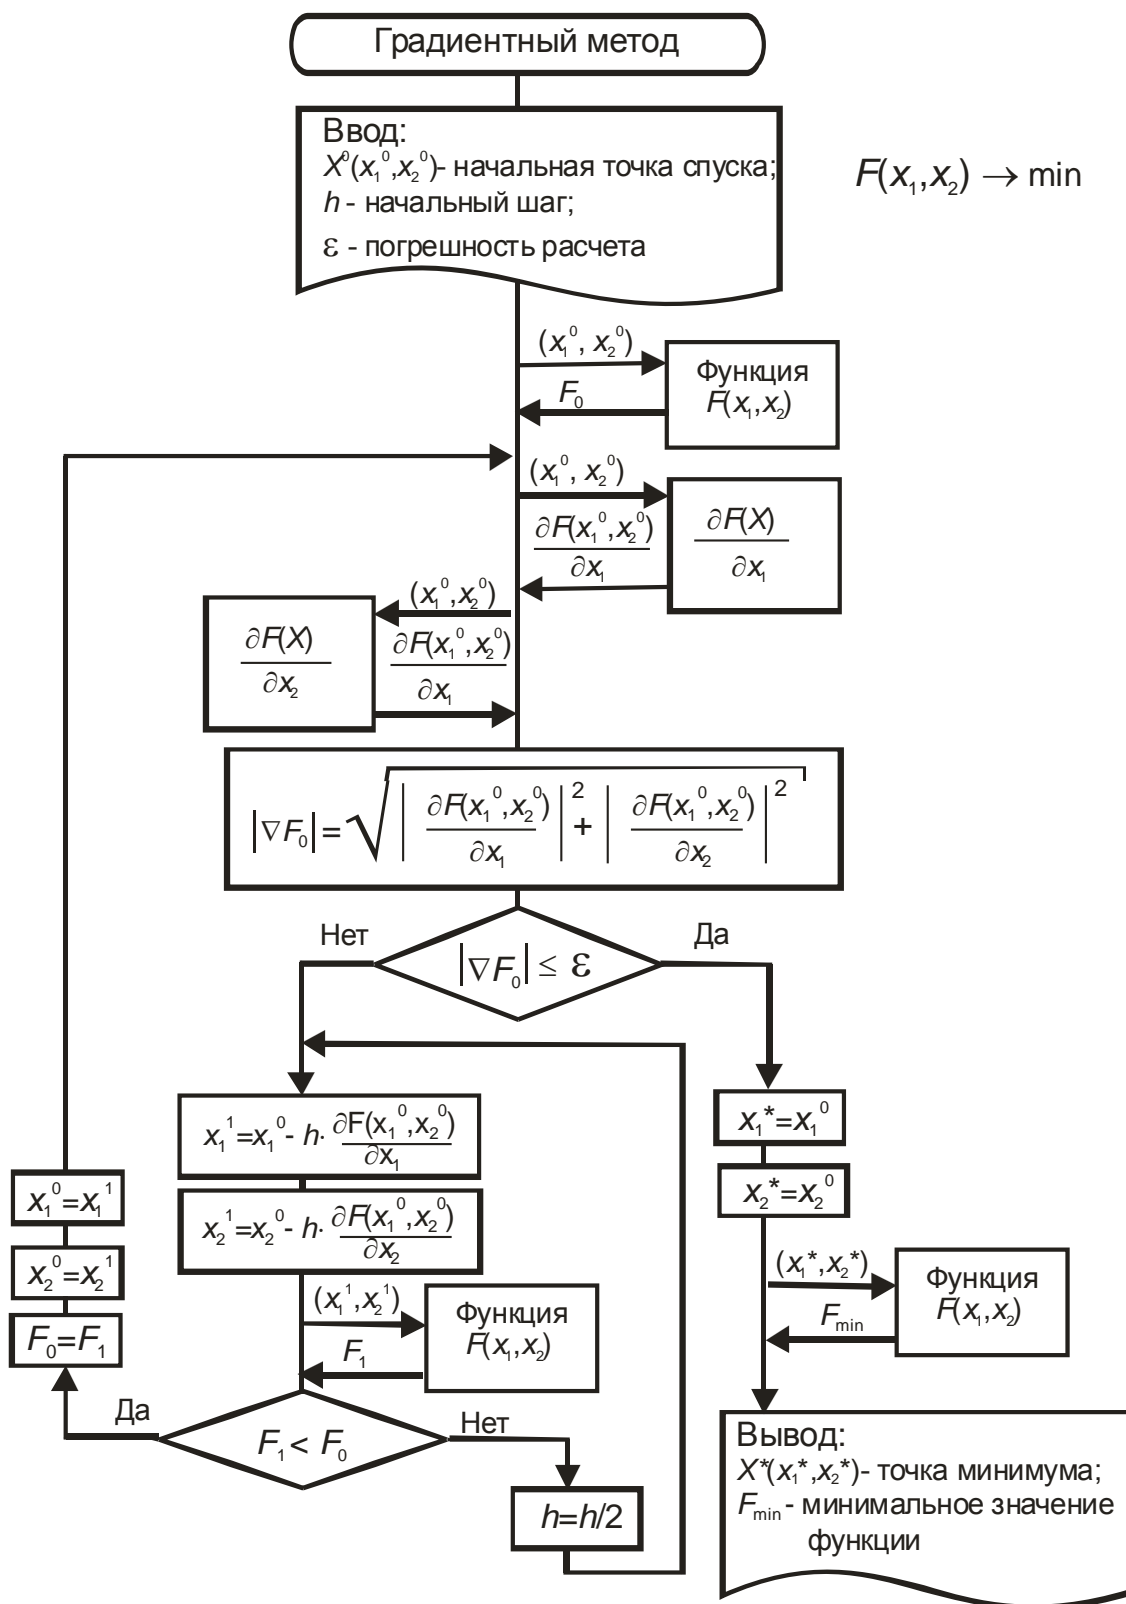 Градиентный метод
Ввод:
X⁰(x₁⁰,x₂⁰)- начальная точка спуска;
h - начальный шаг;
ε - погрешность расчета
F(x₁,x₂) → min
(x₁⁰, x₂⁰)
F₀
Функция
F(x₁,x₂)
(x₁⁰, x₂⁰)
∂F(x₁⁰,x₂⁰)
∂x₁
∂F(X)
∂x₁
(x₁⁰,x₂⁰)
∂F(X)
∂x₂
∂F(x₁⁰,x₂⁰)
∂x₁
|∇F₀| = √ | ∂F(x₁⁰,x₂⁰) / ∂x₁ |² + | ∂F(x₁⁰,x₂⁰) / ∂x₂ |²
Нет
Да
|∇F₀| ≤ ε
x₁¹=x₁⁰- h· ∂F(x₁⁰,x₂⁰) / ∂x₁
x₂¹=x₂⁰- h· ∂F(x₁⁰,x₂⁰) / ∂x₂
(x₁¹,x₂¹)
F₁
Функция
F(x₁,x₂)
F₁ < F₀
Да
Нет
h=h/2
x₁⁰=x₁¹
x₂⁰=x₂¹
F₀=F₁
x₁*=x₁⁰
x₂*=x₂⁰
(x₁*,x₂*)
F_min
Функция
F(x₁,x₂)
Вывод:
X*(x₁*,x₂*)- точка минимума;
F_min - минимальное значение
функции